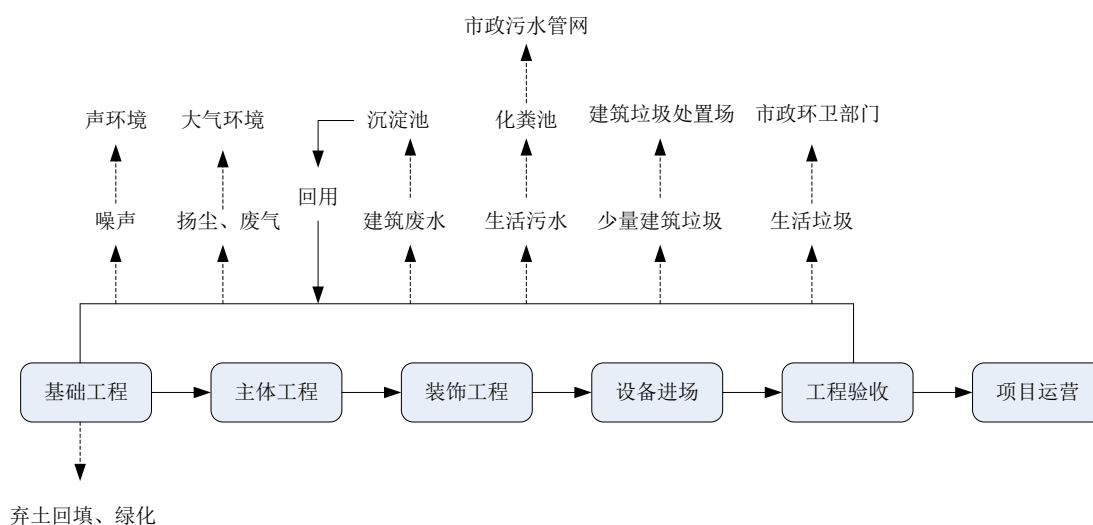 市政污水管网
声环境
大气环境
沉淀池
化粪池
建筑垃圾处置场
市政环卫部门
回用
噪声
扬尘、废气
建筑废水
生活污水
少量建筑垃圾
生活垃圾
基础工程
主体工程
装饰工程
设备进场
工程验收
项目运营
弃土回填、绿化